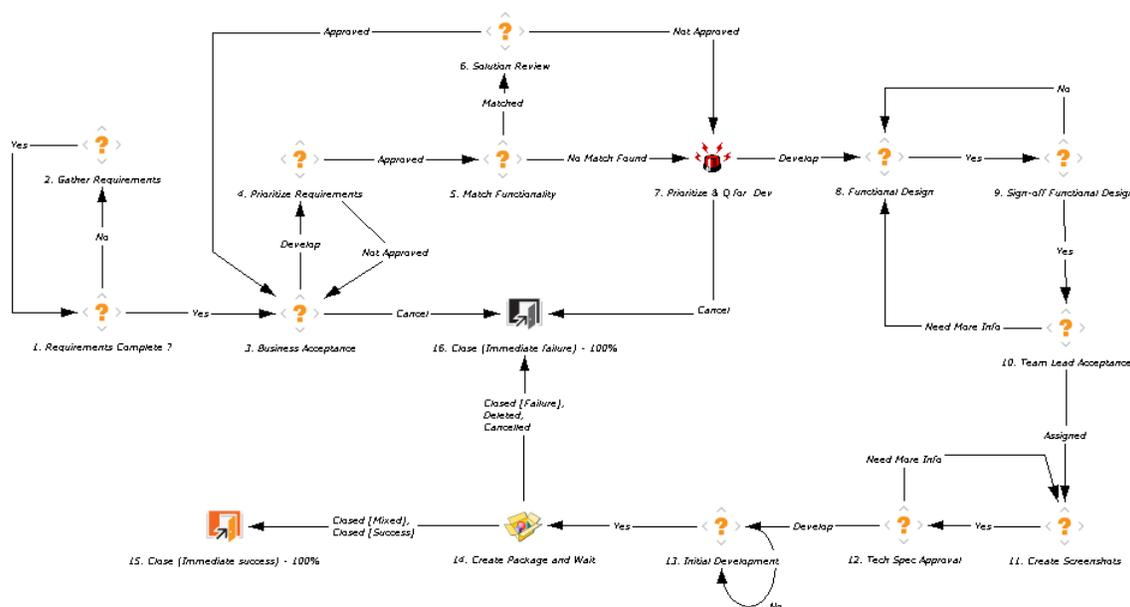 Approved
Not Approved
6. Solution Review
No
Matched
Yes
2. Gather Requirements
Approved
No Match Found
Develop
Yes
4. Prioritize Requirements
5. Match Functionality
7. Prioritize & Q for Dev
8. Functional Design
9. Sign-off Functional Design
No
Develop
Not Approved
Yes
Yes
Cancel
Cancel
Need More Info
1. Requirements Complete ?
3. Business Acceptance
16. Close (Immediate failure) - 100%
10. Team Lead Acceptance
Closed [Failure],
Deleted,
Cancelled
Assigned
Need More Info
Closed [Mixed],
Closed [Success]
Yes
Develop
Yes
15. Close (Immediate success) - 100%
14. Create Package and Wait
13. Initial Development
12. Tech Spec Approval
11. Create Screenshots
No